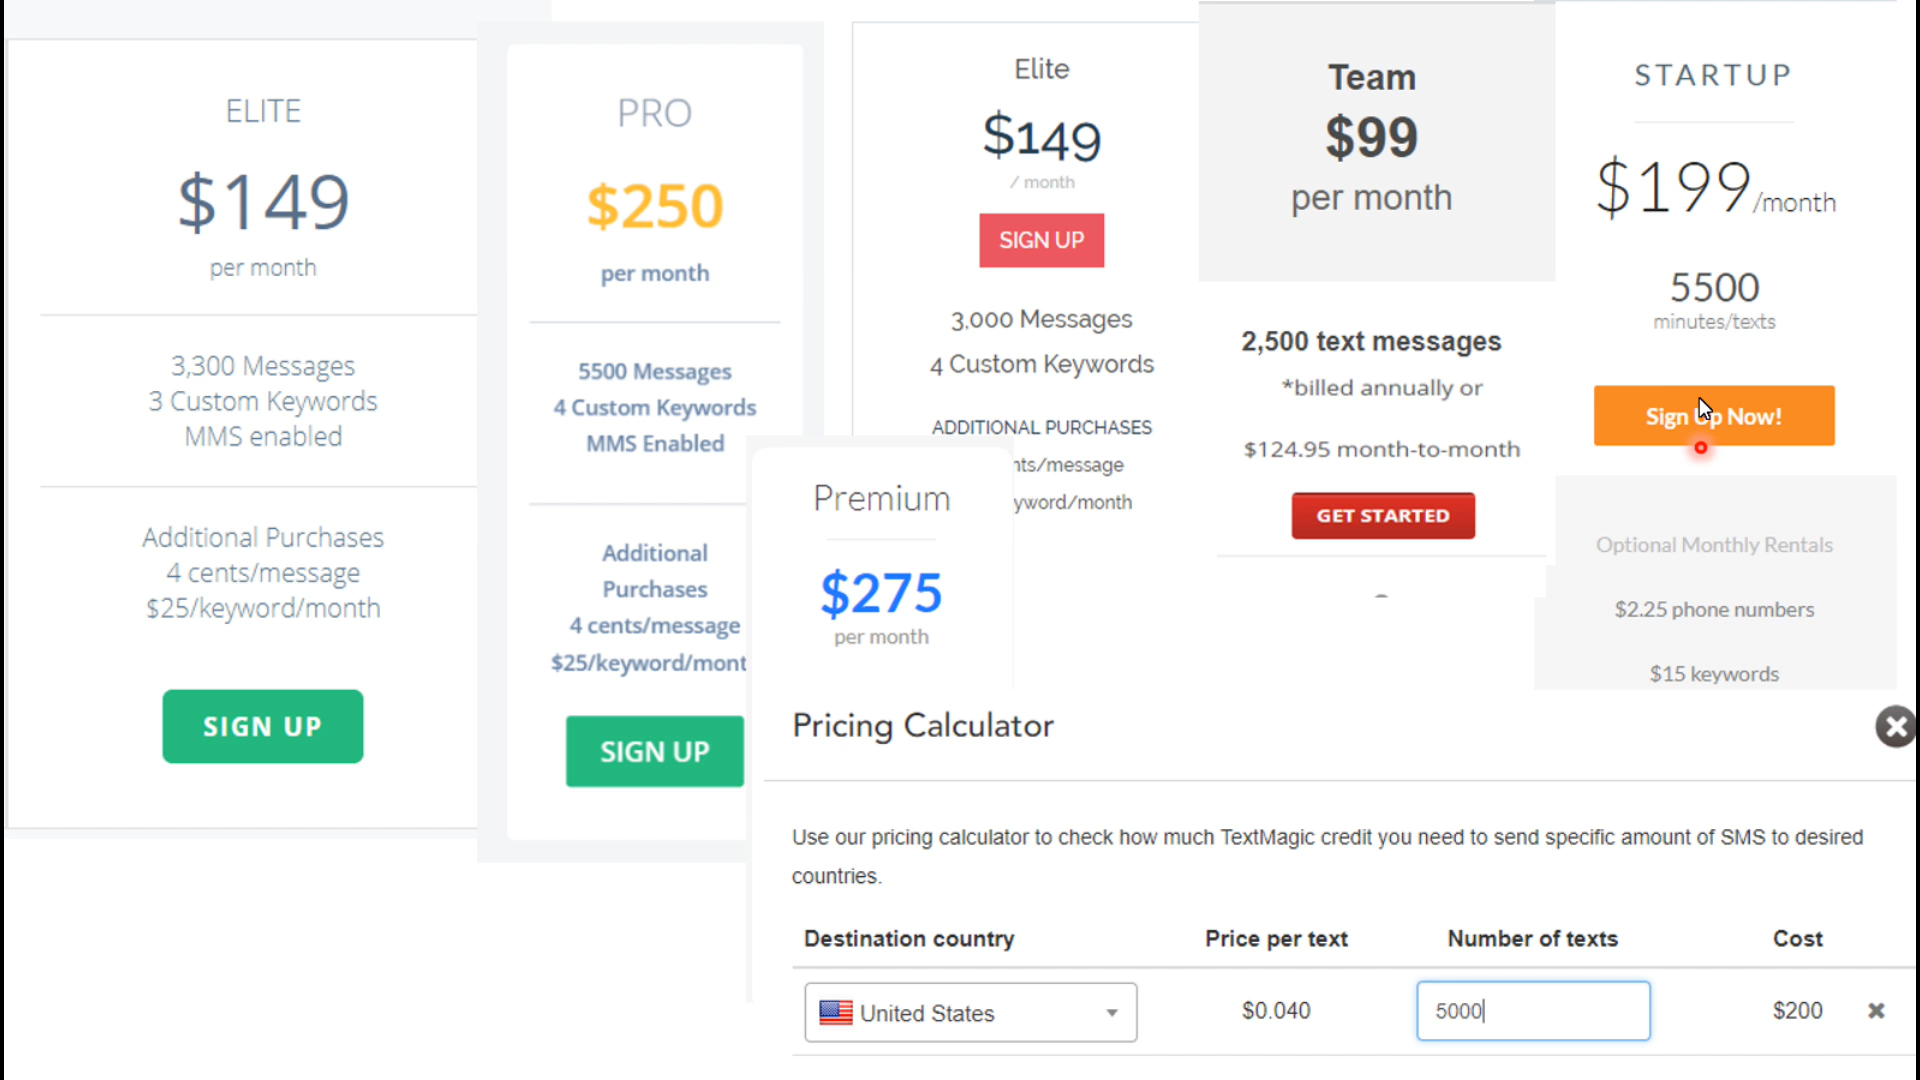 ELITE
$149
per month
3,300 Messages
3 Custom Keywords
MMS enabled
Additional Purchases
4 cents/message
$25/keyword/month
SIGN UP
PRO
$250
per month
5500 Messages
4 Custom Keywords
MMS Enabled
Additional
Purchases
4 cents/message
$25/keyword/mont
SIGN UP
Elite
$149
/ month
SIGN UP
3,000 Messages
4 Custom Keywords
ADDITIONAL PURCHASES
nts/message
yword/month
Premium
$275
per month
Team
$99
per month
2,500 text messages
*billed annually or
$124.95 month-to-month
GET STARTED
STARTUP
$199/month
5500
minutes/texts
Sign Up Now!
Optional Monthly Rentals
$2.25 phone numbers
$15 keywords
Pricing Calculator
Use our pricing calculator to check how much TextMagic credit you need to send specific amount of SMS to desired
countries.
Destination country Price per text Number of texts Cost
United States $0.040 5000 $200